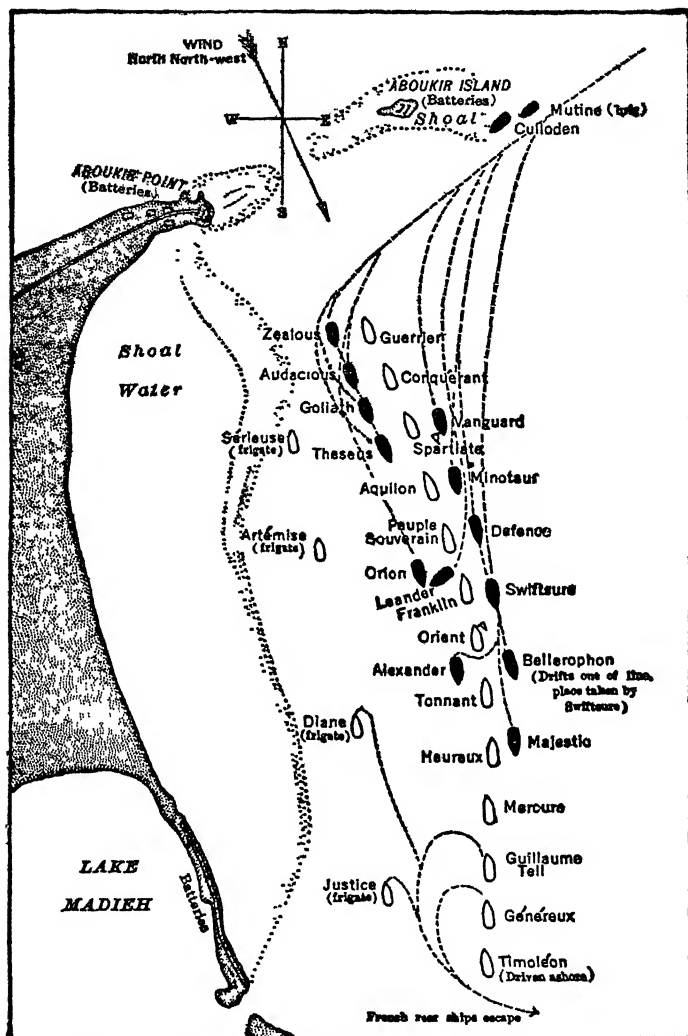 WIND
North North-west
N
W
E
S
ABOUKIR ISLAND
(Batteries)
Shoal
Mutine (brig)
Culloden
ABOUKIR POINT
(Batteries)
Shoal
Water
Zealous
Guerrier
Audacious
Conquérant
Goliath
Vanguard
Sérieuse
(frigate)
Theseus
Spartiate
Aquilon
Minotaur
Artémise
(frigate)
Peuple
Souverain
Defence
Orion
Leander
Franklin
Swiftsure
Orient
Alexander
Bellerophon
(Drifts out of line,
place taken by
Swiftsure)
Tonnant
Diane
(frigate)
Heureux
Majestic
Mercure
LAKE
MADIEH
Batteries
Guillaume
Tell
Justice
(frigate)
Généreux
Timoléon
(Driven ashore)
French rear ships escape